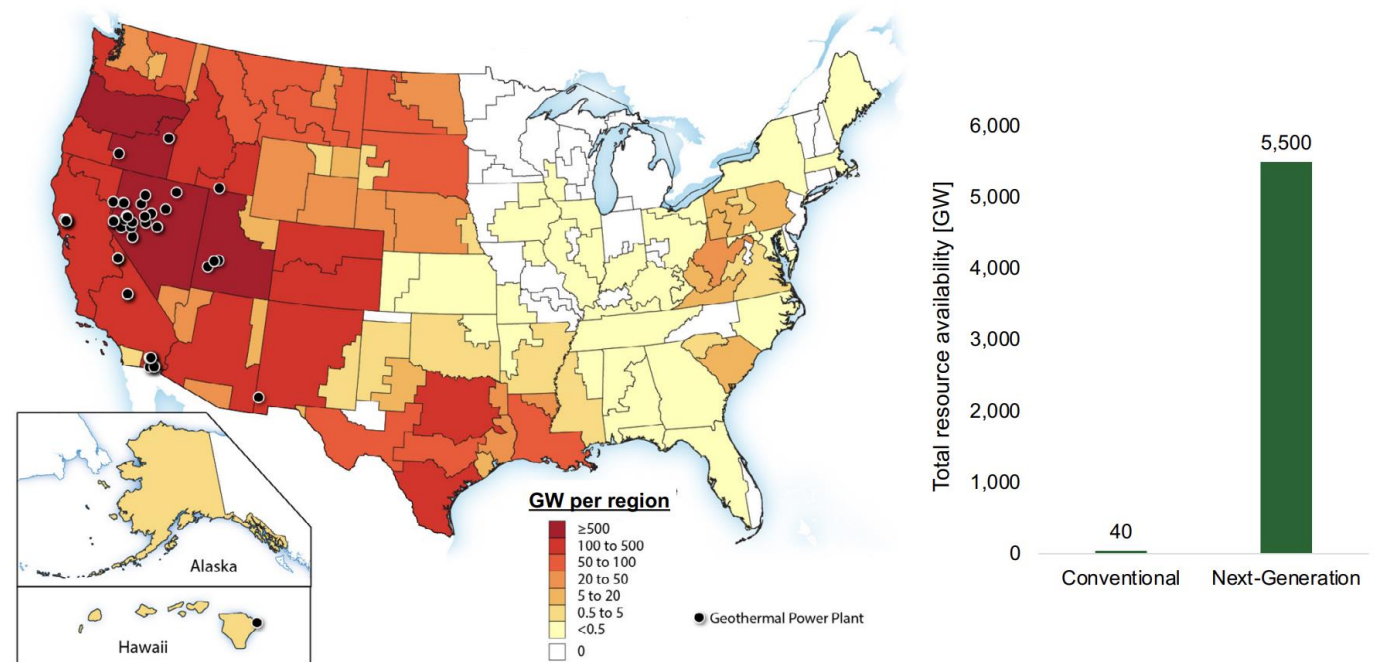 GW per region
≥500
100 to 500
50 to 100
20 to 50
5 to 20
0.5 to 5
<0.5
0
Geothermal Power Plant
Alaska
Hawaii
Total resource availability [GW]
6,000
5,000
4,000
3,000
2,000
1,000
0
40
5,500
Conventional
Next-Generation